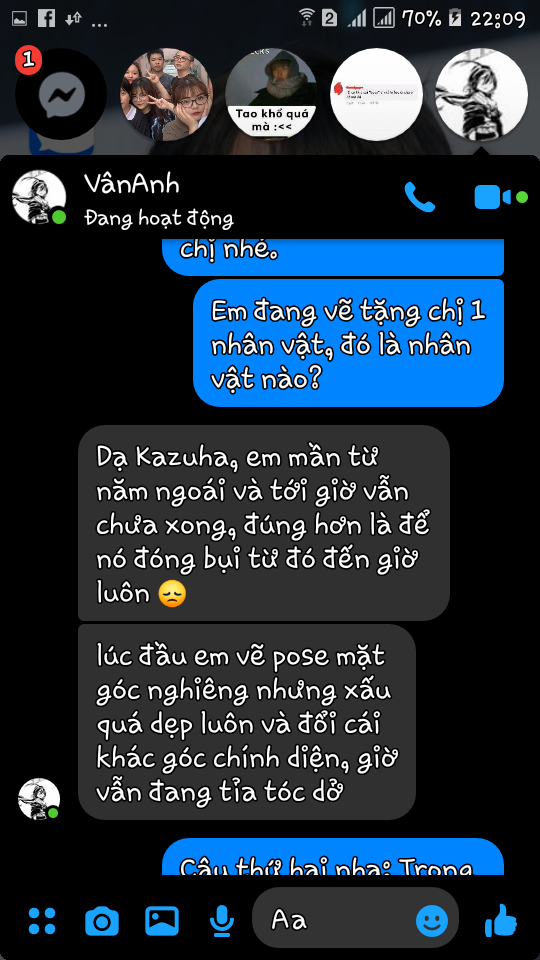 ...
2
70%
22:09
1
Tao khổ quá
mà :<<
VânAnh
Đang hoạt động
chị nhé.
Em đang vẽ tặng chị 1
nhân vật, đó là nhân
vật nào?
Dạ Kazuha, em mần từ
năm ngoái và tới giờ vẫn
chưa xong, đúng hơn là để
nó đóng bụi từ đó đến giờ
luôn 😞
lúc đầu em vẽ pose mặt
góc nghiêng nhưng xấu
quá dẹp luôn và đổi cái
khác góc chính diện, giờ
vẫn đang tỉa tóc dở
Câu thứ hai nha: Trong
Aa